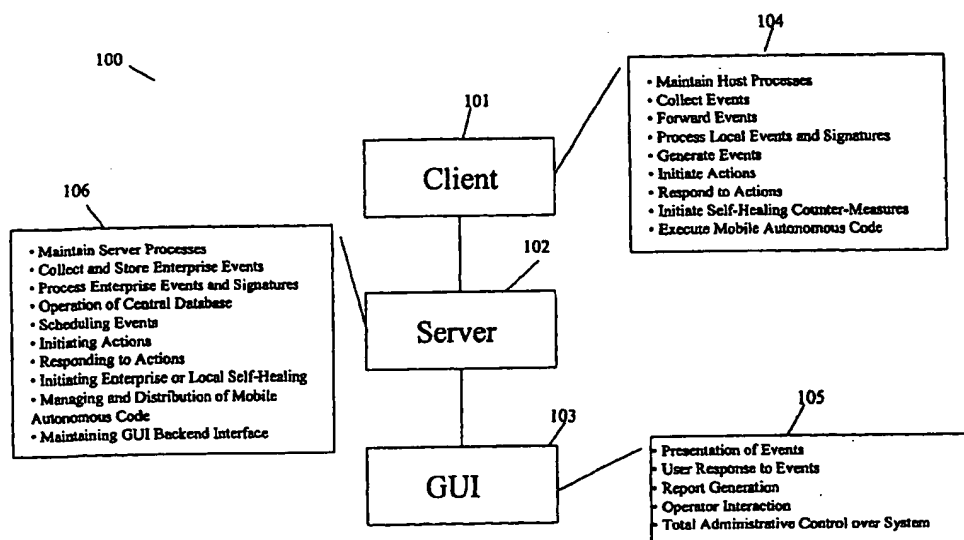 104
100
• Maintain Host Processes
• Collect Events
• Forward Events
• Process Local Events and Signatures
• Generate Events
• Initiate Actions
• Respond to Actions
• Initiate Self-Healing Counter-Measures
• Execute Mobile Autonomous Code
101
Client
106
• Maintain Server Processes
• Collect and Store Enterprise Events
• Process Enterprise Events and Signatures
• Operation of Central Database
• Scheduling Events
• Initiating Actions
• Responding to Actions
• Initiating Enterprise or Local Self-Healing
• Managing and Distribution of Mobile
Autonomous Code
• Maintaining GUI Backend Interface
102
Server
103
GUI
105
• Presentation of Events
• User Response to Events
• Report Generation
• Operator Interaction
• Total Administrative Control over System